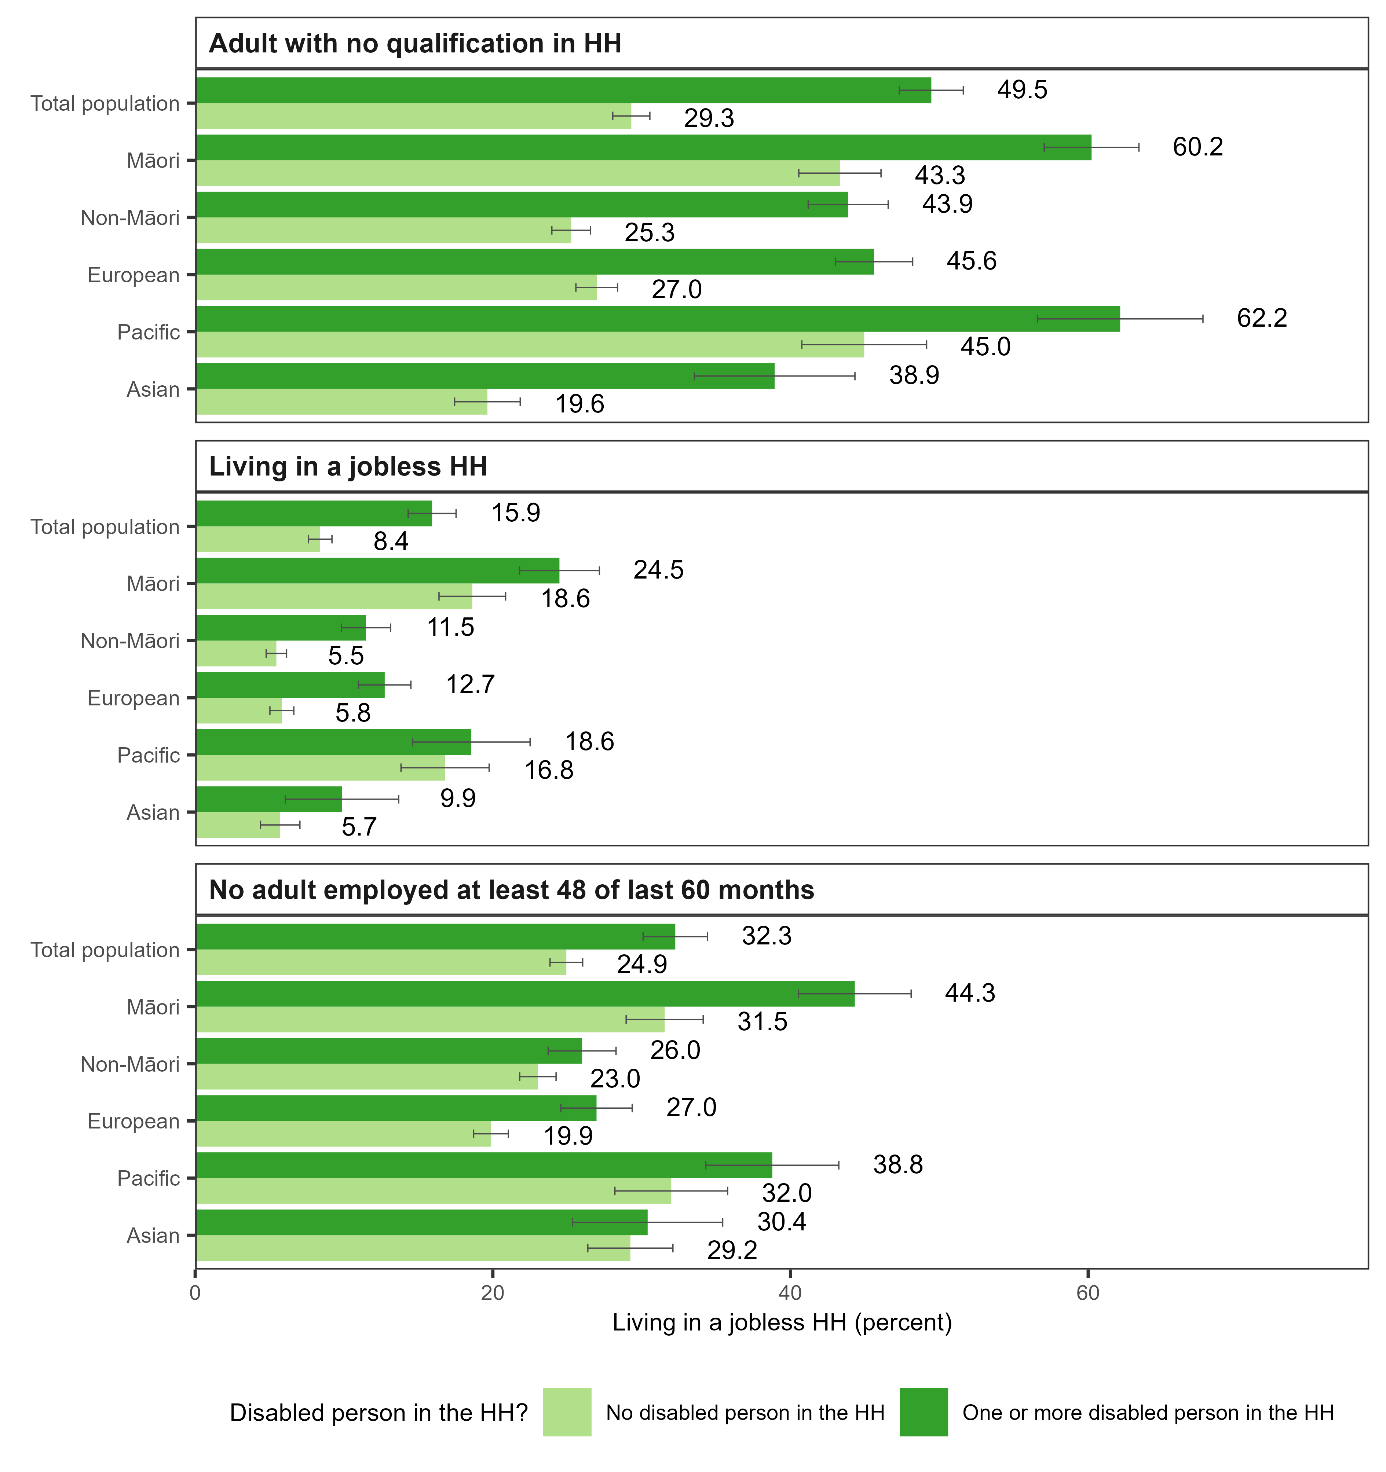 Adult with no qualification in HH
Total population
49.5
29.3
Māori
60.2
43.3
Non-Māori
43.9
25.3
European
45.6
27.0
Pacific
62.2
45.0
Asian
38.9
19.6
Living in a jobless HH
Total population
15.9
8.4
Māori
24.5
18.6
Non-Māori
11.5
5.5
European
12.7
5.8
Pacific
18.6
16.8
Asian
9.9
5.7
No adult employed at least 48 of last 60 months
Total population
32.3
24.9
Māori
44.3
31.5
Non-Māori
26.0
23.0
European
27.0
19.9
Pacific
38.8
32.0
Asian
30.4
29.2
0 20 40 60
Living in a jobless HH (percent)
Disabled person in the HH? No disabled person in the HH One or more disabled person in the HH